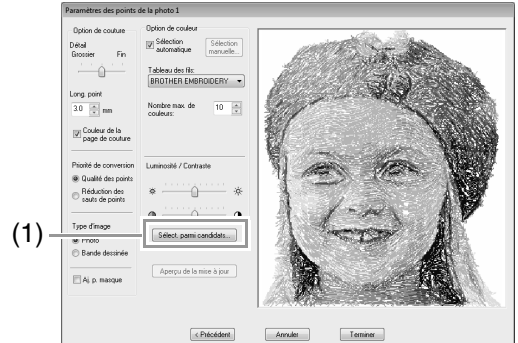 Paramètres des points de la photo 1
Option de couture
Détail
Grossier Fin
Long. point
3.0 mm
Couleur de la
page de couture
Priorité de conversion
Qualité des points
Réduction des
sauts de points
Type d'image
Photo
Bande dessinée
Aj. p. masque
Option de couleur
Sélection
automatique
Sélection
manuelle...
Tableau des fils:
BROTHER EMBROIDERY
Nombre max. de
couleurs:
10
Luminosité / Contraste
(1)
Sélect. parmi candidats...
Aperçu de la mise à jour
< Précédent
Annuler
Terminer